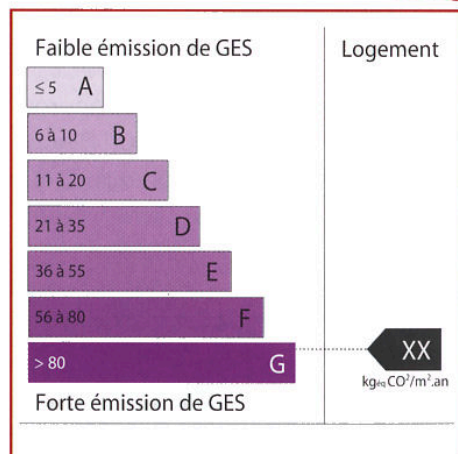 Faible émission de GES
Logement
≤ 5 A
6 à 10 B
11 à 20 C
21 à 35 D
36 à 55 E
56 à 80 F
> 80 G
XX
kgéq CO²/m².an
Forte émission de GES